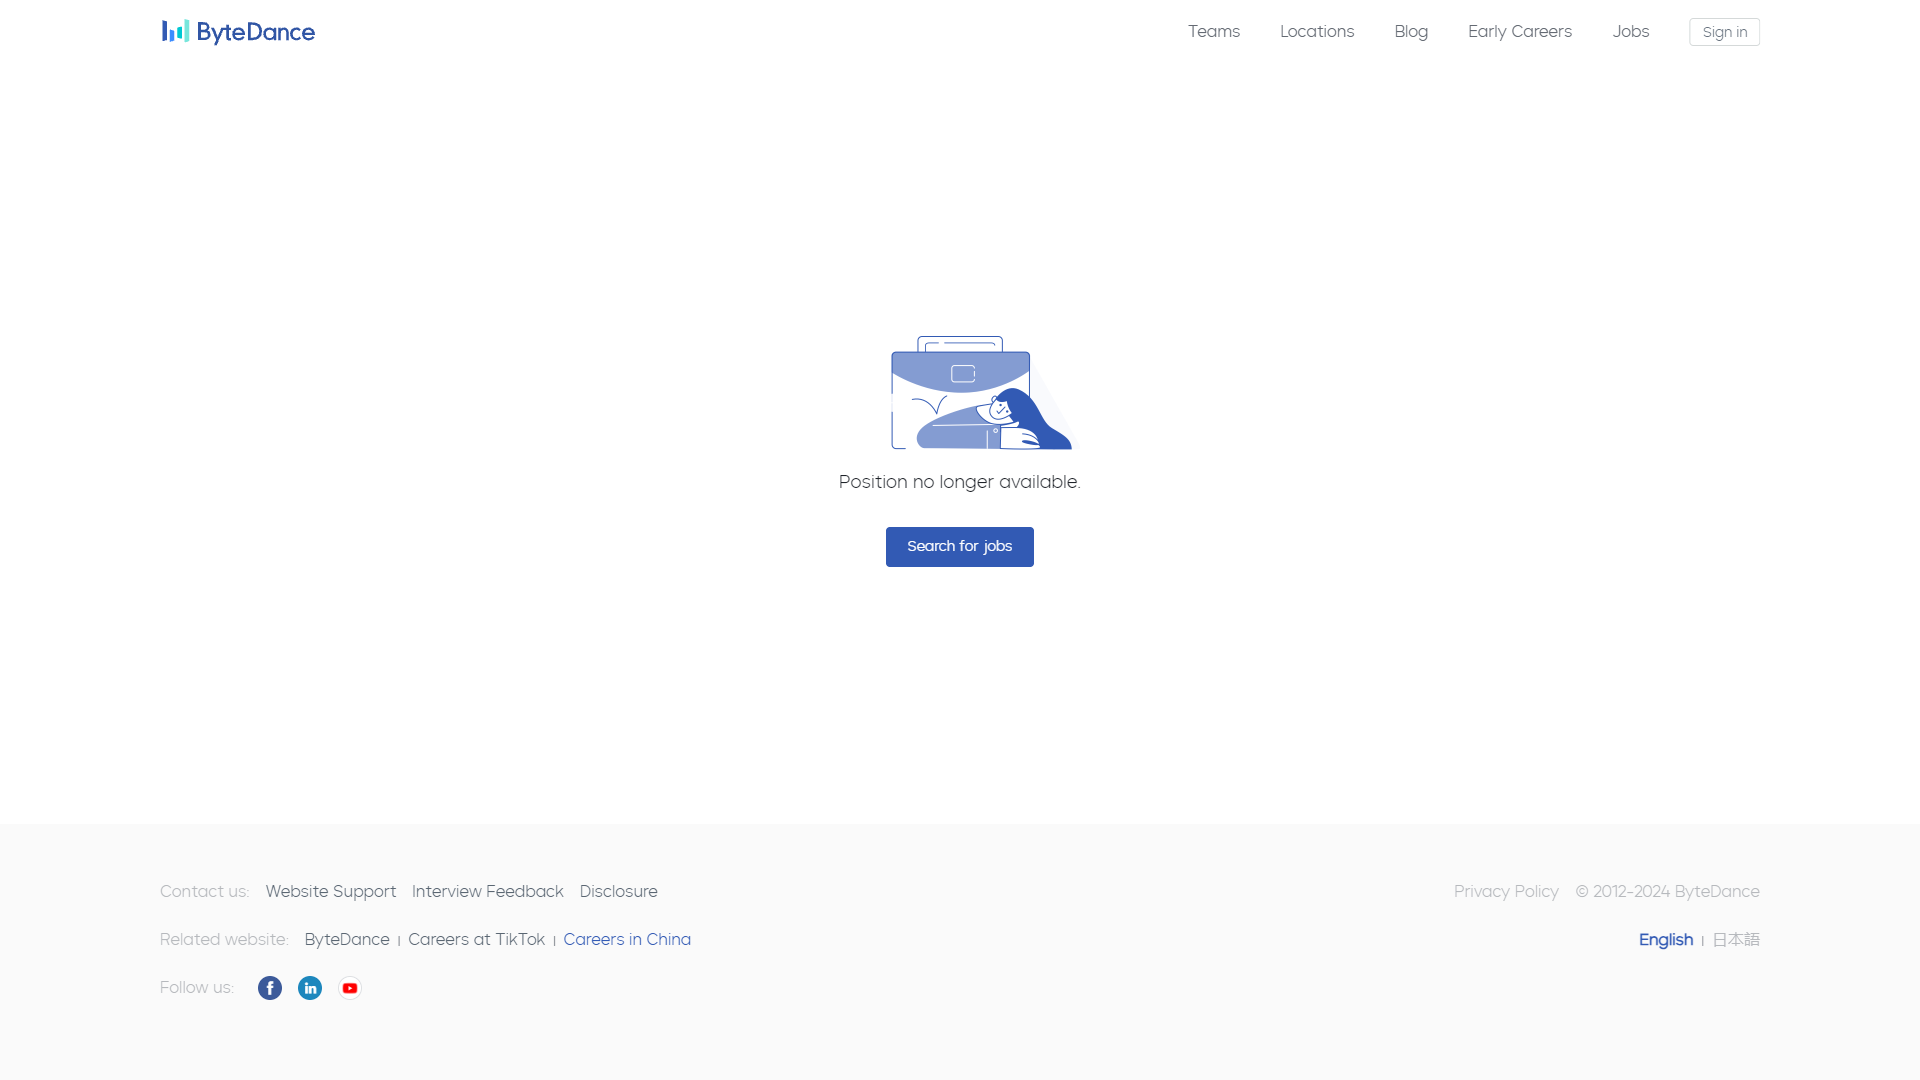 ByteDance
Teams
Locations
Blog
Early Careers
Jobs
Sign in
Position no longer available.
Search for jobs
Contact us: Website Support Interview Feedback Disclosure
Privacy Policy © 2012-2024 ByteDance
Related website: ByteDance | Careers at TikTok | Careers in China
English | 日本語
Follow us: